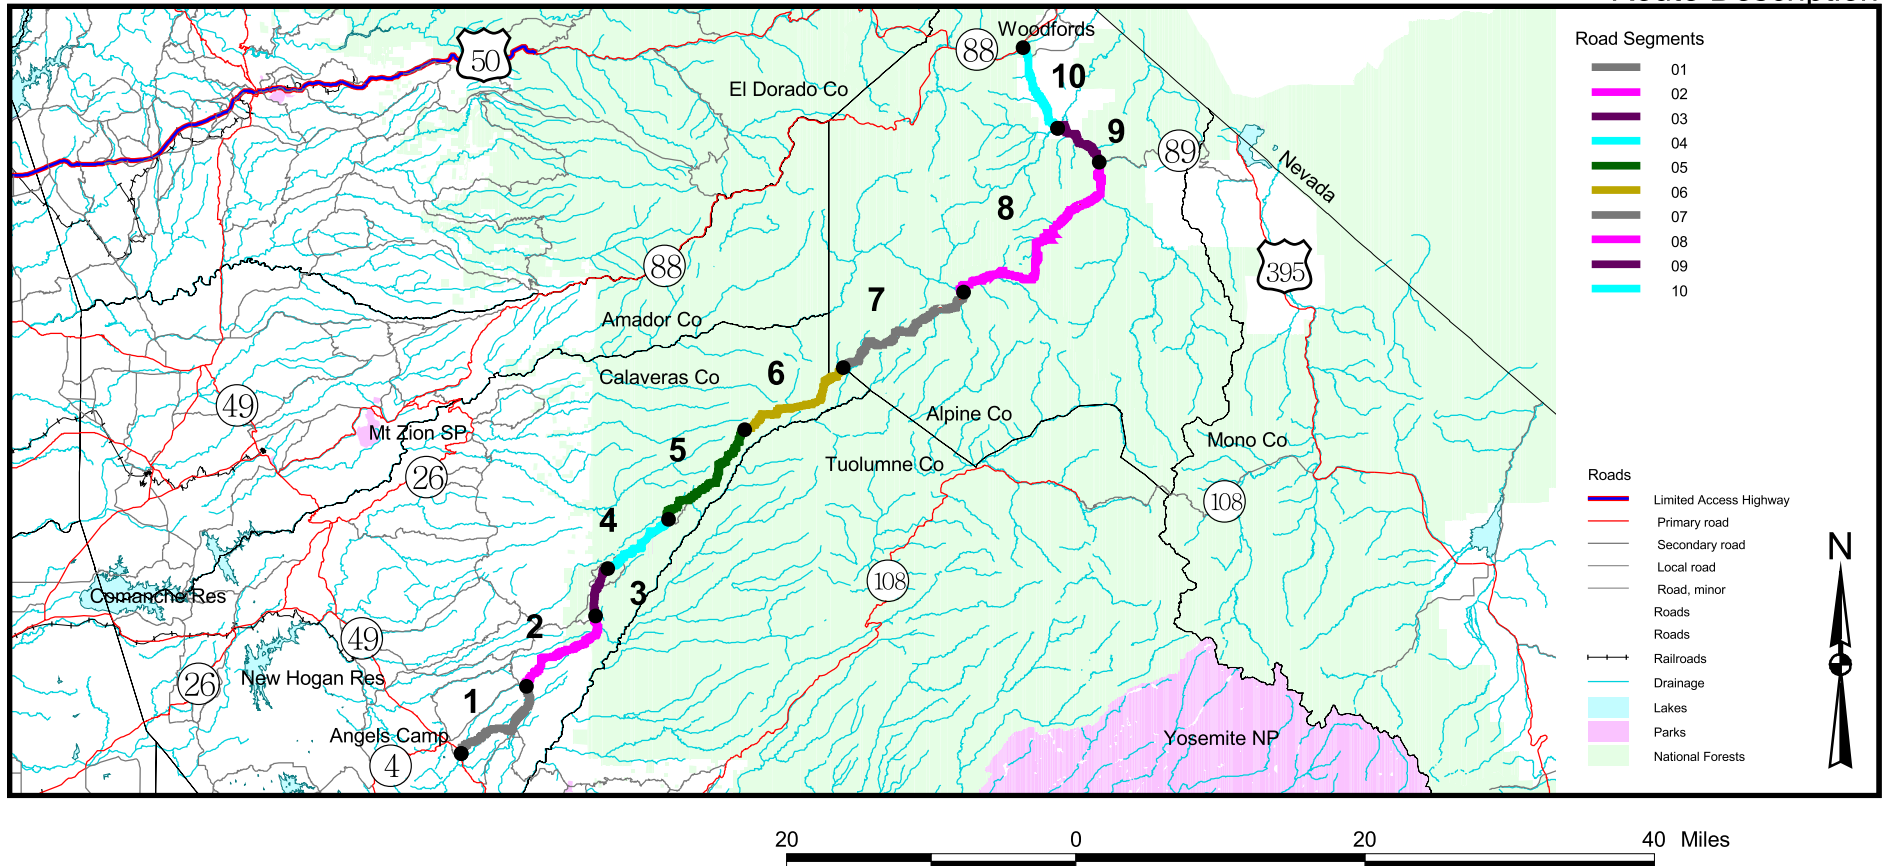 Route Description
Woodfords
88
50
10
El Dorado Co
9
89
Nevada
8
88
395
7
Amador Co
6
Calaveras Co
49
Alpine Co
Mt Zion SP
5
Mono Co
26
Tuolumne Co
108
4
108
Comanche Res
3
2
49
26
New Hogan Res
1
Angels Camp
4
Yosemite NP
Road Segments
01
02
03
04
05
06
07
08
09
10
Roads
Limited Access Highway
Primary road
Secondary road
Local road
Road, minor
Roads
Roads
Railroads
Drainage
Lakes
Parks
National Forests
N
20 0 20 40 Miles